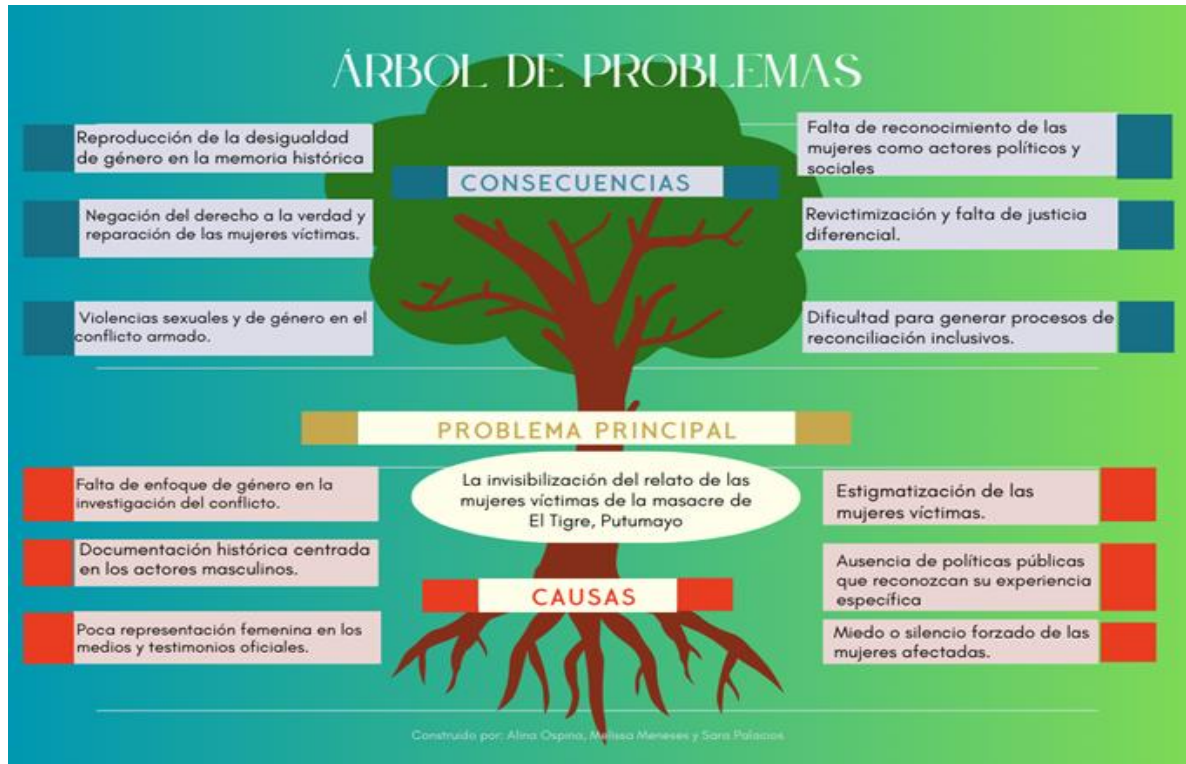 ÁRBOL DE PROBLEMAS
CONSECUENCIAS
Reproducción de la desigualdad
de género en la memoria histórica
Negación del derecho a la verdad y
reparación de las mujeres víctimas.
Violencias sexuales y de género en el
conflicto armado.
Falta de reconocimiento de las
mujeres como actores políticos y
sociales
Revictimización y falta de justicia
diferencial.
Dificultad para generar procesos de
reconciliación inclusivos.
PROBLEMA PRINCIPAL
La invisibilización del relato de las
mujeres víctimas de la masacre de
El Tigre, Putumayo
CAUSAS
Falta de enfoque de género en la
investigación del conflicto.
Documentación histórica centrada
en los actores masculinos.
Poca representación femenina en los
medios y testimonios oficiales.
Estigmatización de las
mujeres víctimas.
Ausencia de políticas públicas
que reconozcan su experiencia
específica
Miedo o silencio forzado de las
mujeres afectadas.
Construido por: Alina Ospina, Melissa Meneses y Sara Palacios